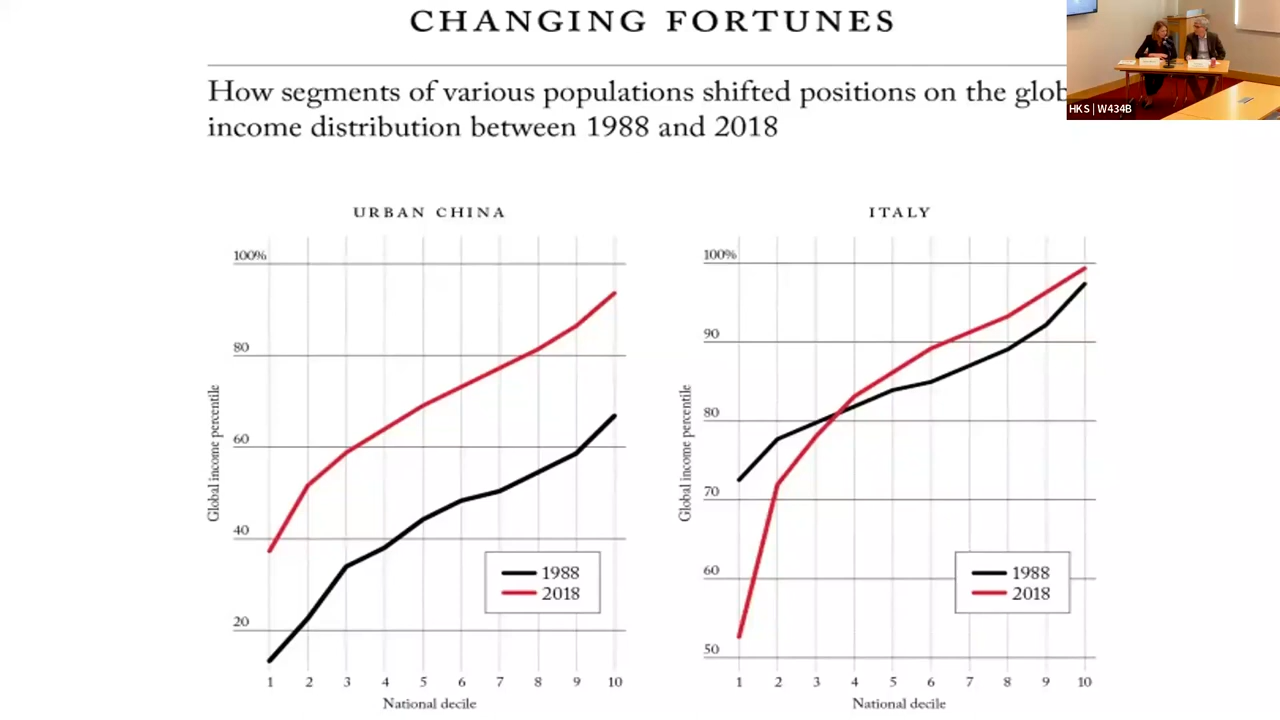 CHANGING FORTUNES
How segments of various populations shifted positions on the glob
income distribution between 1988 and 2018
HKS | W434B
URBAN CHINA
100%
80
60
40
20
Global income percentile
1988
2018
1 2 3 4 5 6 7 8 9 10
National decile
ITALY
100%
90
80
70
60
50
Global income percentile
1988
2018
1 2 3 4 5 6 7 8 9 10
National decile